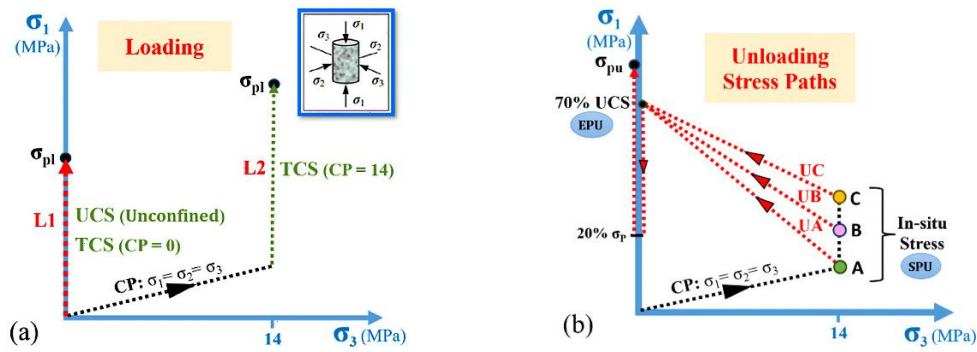 σ1
(MPa)
Loading
σ1
σ3
σ2
σ2
σ3
σ1
σpl
σpl
L1
L2
TCS (CP = 14)
UCS (Unconfined)
TCS (CP = 0)
CP: σ1 = σ2 = σ3
(a)
14
σ3 (MPa)
σ1
(MPa)
Unloading
Stress Paths
σpu
70% UCS
EPU
UC
UB
UA
C
B
A
In-situ
Stress
SPU
20% σP
CP: σ1 = σ2 = σ3
(b)
14
σ3 (MPa)